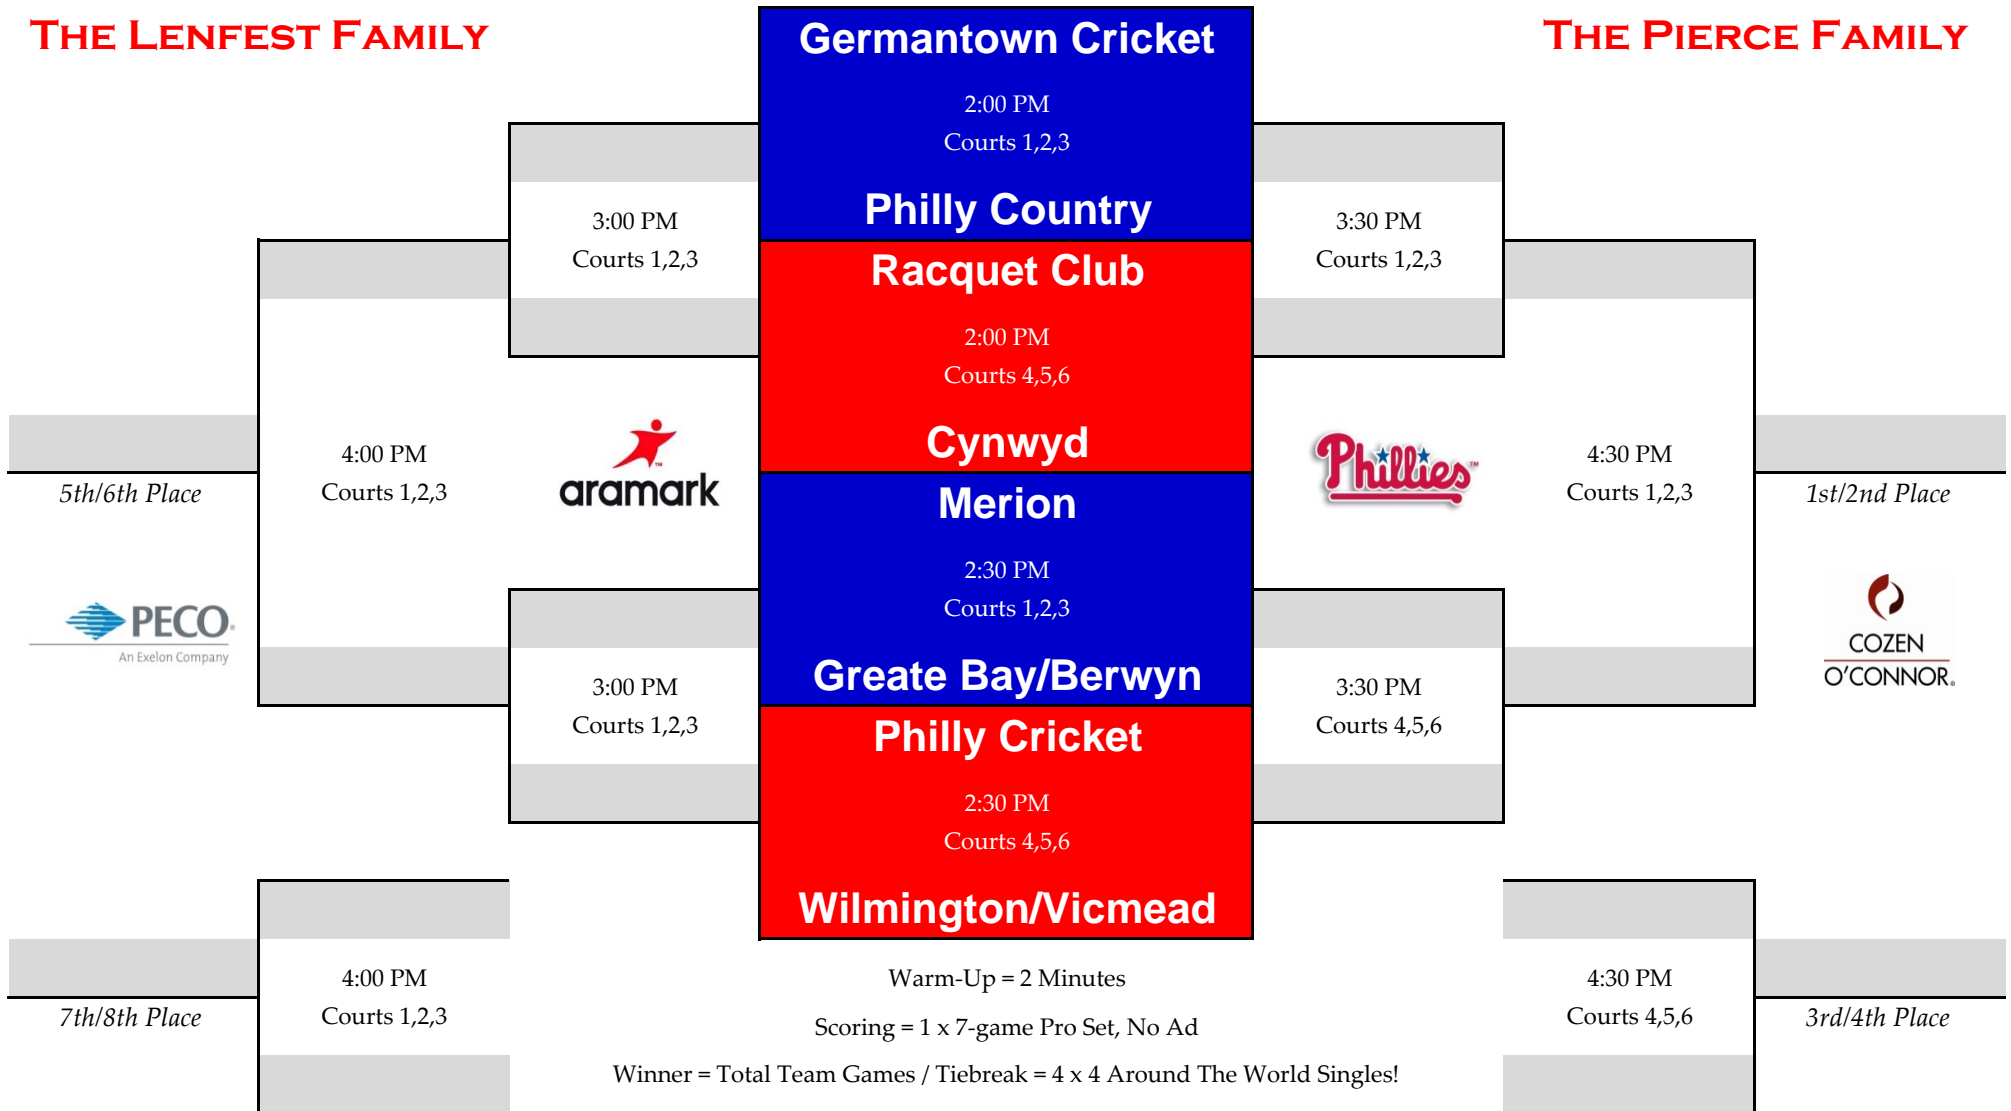 THE LENFEST FAMILY
Germantown Cricket
THE PIERCE FAMILY
2:00 PM
Courts 1,2,3
Philly Country
3:00 PM
Courts 1,2,3
3:30 PM
Courts 1,2,3
Racquet Club
2:00 PM
Courts 4,5,6
Cynwyd
5th/6th Place
4:00 PM
Courts 1,2,3
aramark
TM
Phillies
TM
4:30 PM
Courts 1,2,3
1st/2nd Place
Merion
2:30 PM
Courts 1,2,3
Greate Bay/Berwyn
PECO®
An Exelon Company
COZEN
O'CONNOR®
3:00 PM
Courts 1,2,3
3:30 PM
Courts 4,5,6
Philly Cricket
2:30 PM
Courts 4,5,6
Wilmington/Vicmead
7th/8th Place
4:00 PM
Courts 1,2,3
Warm-Up = 2 Minutes
Scoring = 1 x 7-game Pro Set, No Ad
Winner = Total Team Games / Tiebreak = 4 x 4 Around The World Singles!
4:30 PM
Courts 4,5,6
3rd/4th Place